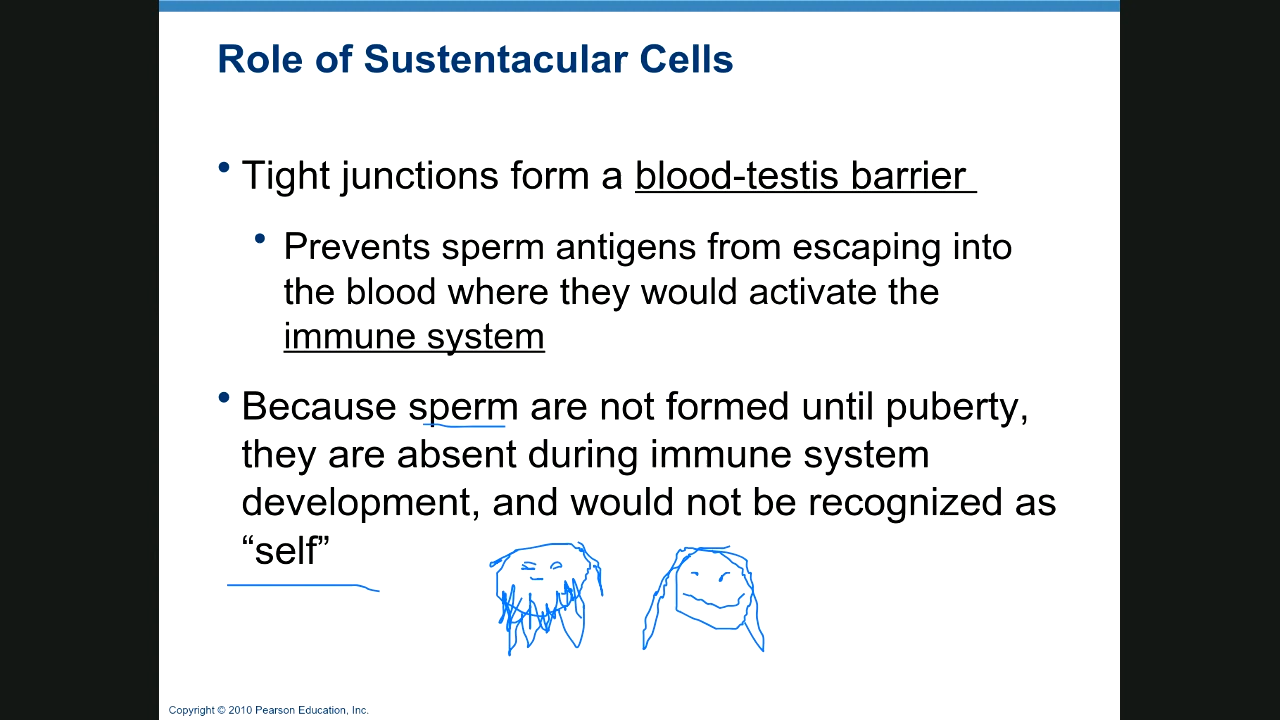 Role of Sustentacular Cells
• Tight junctions form a blood-testis barrier
• Prevents sperm antigens from escaping into
the blood where they would activate the
immune system
• Because sperm are not formed until puberty,
they are absent during immune system
development, and would not be recognized as
“self”
Copyright © 2010 Pearson Education, Inc.